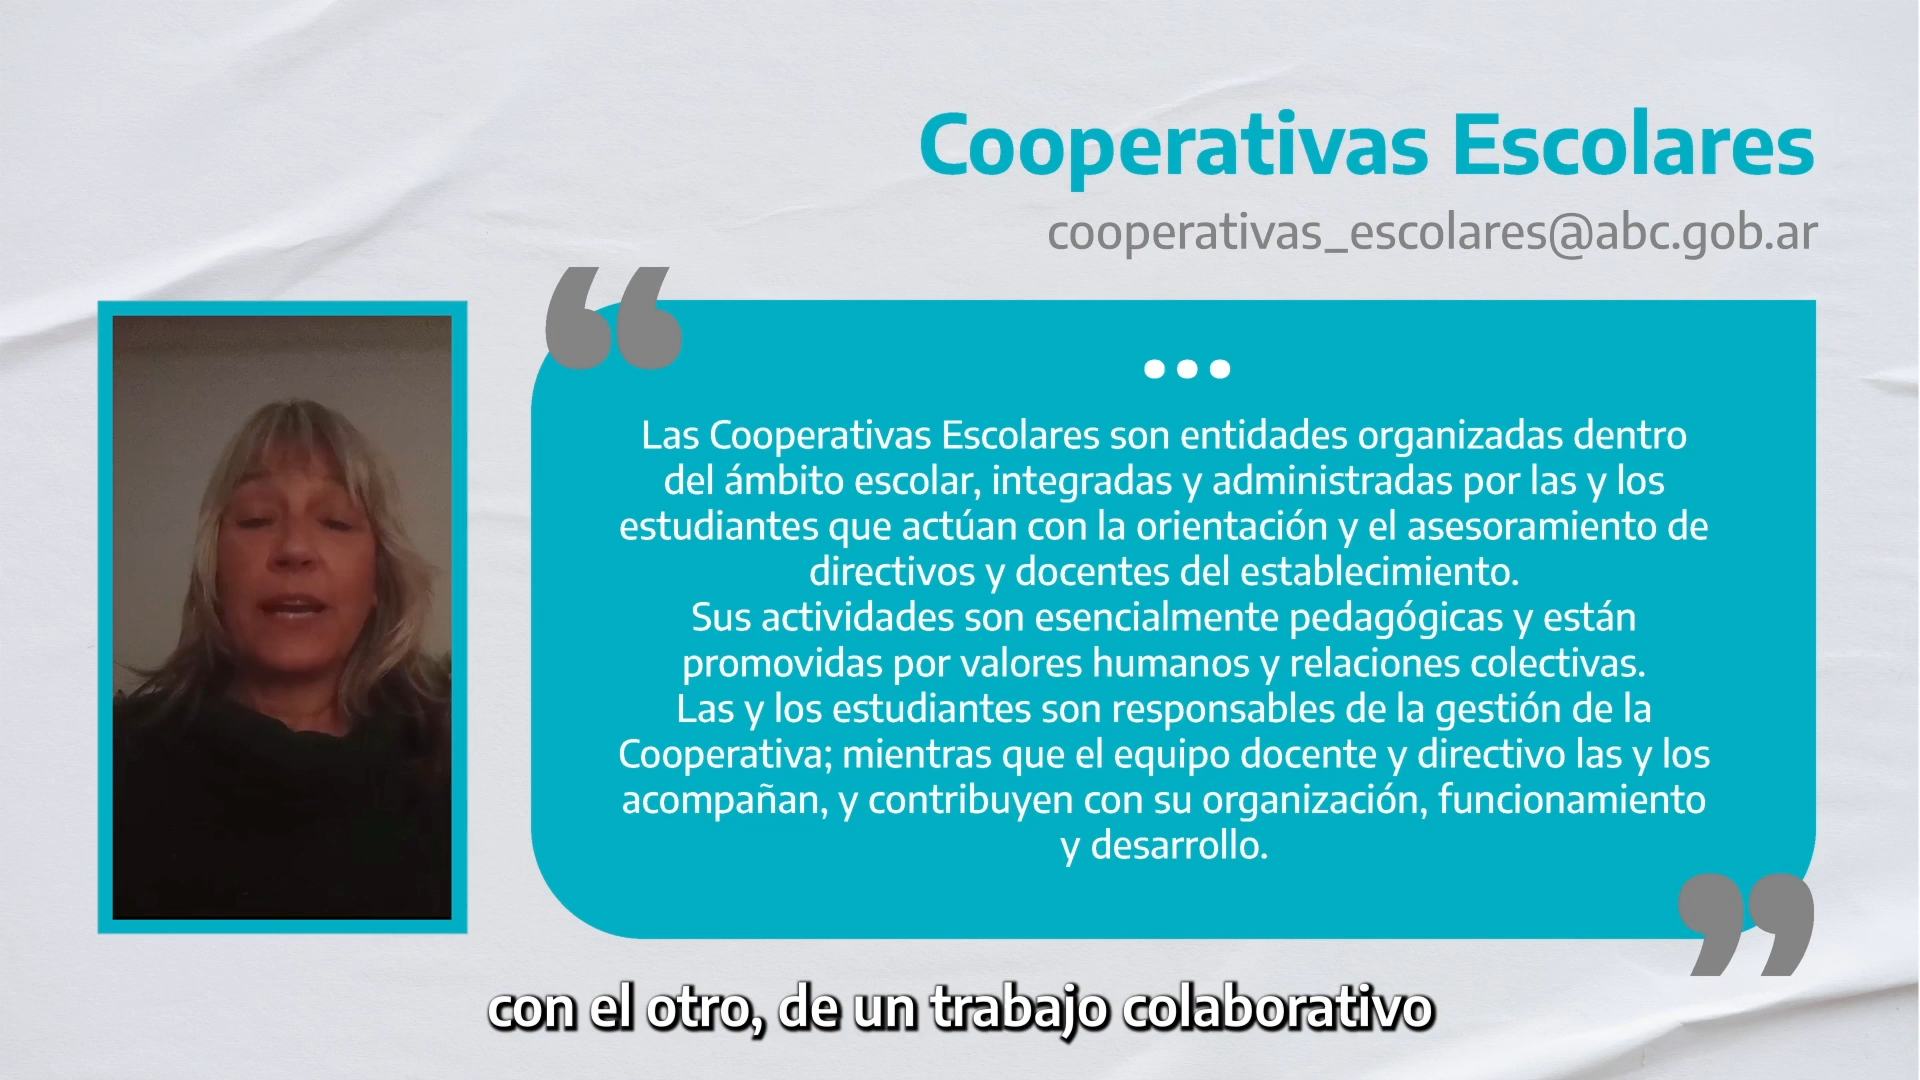 Cooperativas Escolares
cooperativas_escolares@abc.gob.ar
Las Cooperativas Escolares son entidades organizadas dentro
del ámbito escolar, integradas y administradas por las y los
estudiantes que actúan con la orientación y el asesoramiento de
directivos y docentes del establecimiento.
Sus actividades son esencialmente pedagógicas y están
promovidas por valores humanos y relaciones colectivas.
Las y los estudiantes son responsables de la gestión de la
Cooperativa; mientras que el equipo docente y directivo las y los
acompañan, y contribuyen con su organización, funcionamiento
y desarrollo.
con el otro, de un trabajo colaborativo